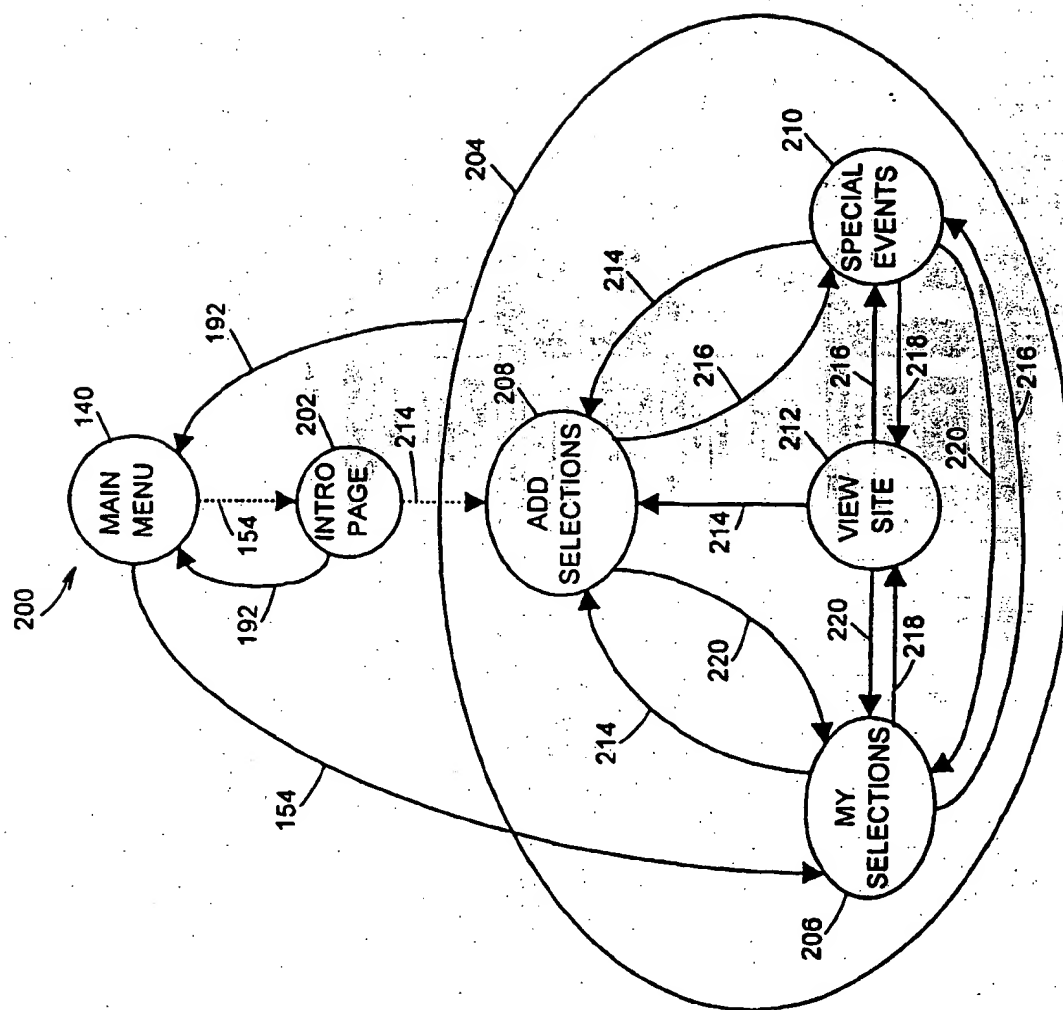 200
MAIN
MENU
140
192
154
INTRO
PAGE
202
192
214
204
154
ADD
SELECTIONS
208
214
220
214
216
214
MY
SELECTIONS
206
220
218
VIEW
SITE
212
216
218
SPECIAL
EVENTS
210
220
216